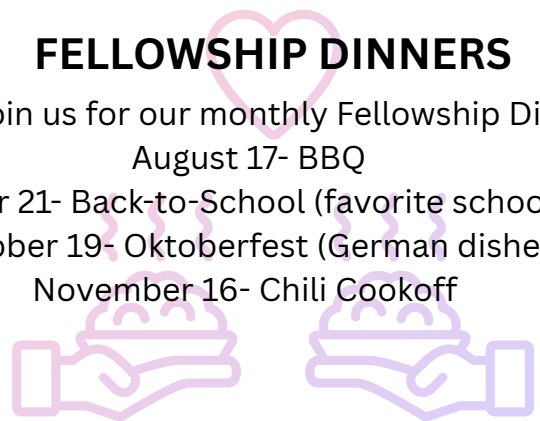 FELLOWSHIP DINNERS
oin us for our monthly Fellowship Di
August 17- BBQ
r 21- Back-to-School (favorite schoo
ober 19- Oktoberfest (German dishe
November 16- Chili Cookoff